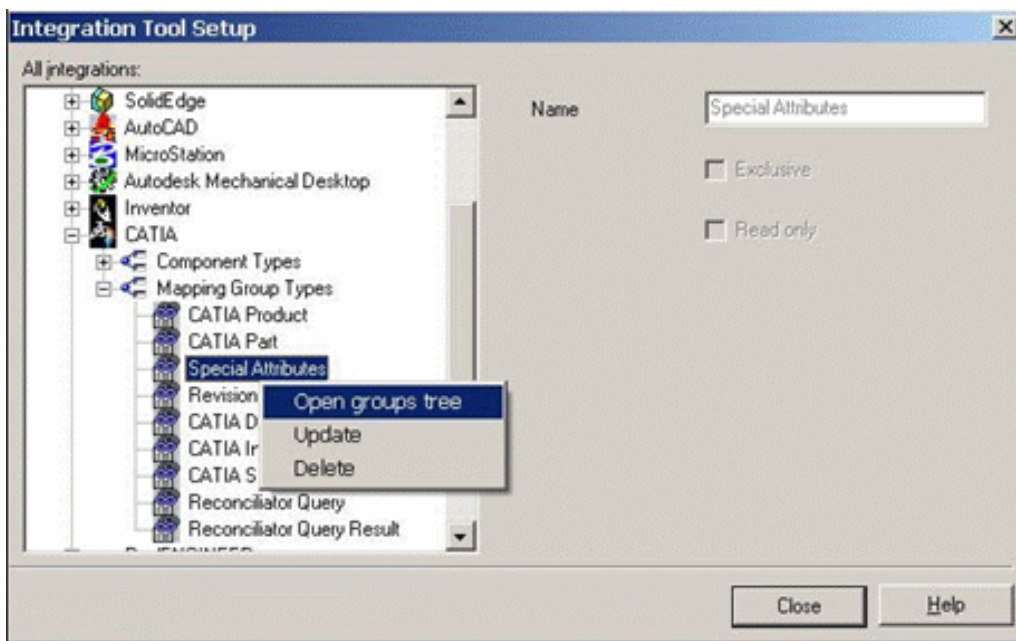 Integration Tool Setup
All integrations:
SolidEdge
AutoCAD
MicroStation
Autodesk Mechanical Desktop
Inventor
CATIA
Component Types
Mapping Group Types
CATIA Product
CATIA Part
Special Attributes
Revision
CATIA D
CATIA
CATIA S
Reconciliator Query
Reconciliator Query Result
Open groups tree
Update
Delete
Name
Special Attributes
Exclusive
Read only
Close
Help